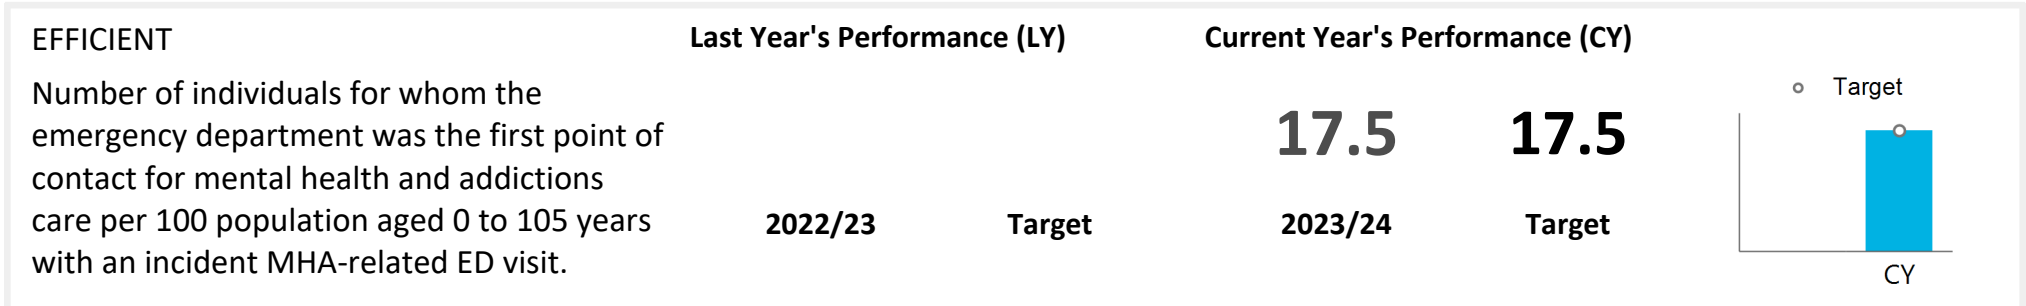 EFFICIENT
Last Year's Performance (LY)
Current Year's Performance (CY)
Number of individuals for whom the
emergency department was the first point of
contact for mental health and addictions
care per 100 population aged 0 to 105 years
with an incident MHA-related ED visit.
17.5
17.5
2022/23
Target
2023/24
Target
Target
CY